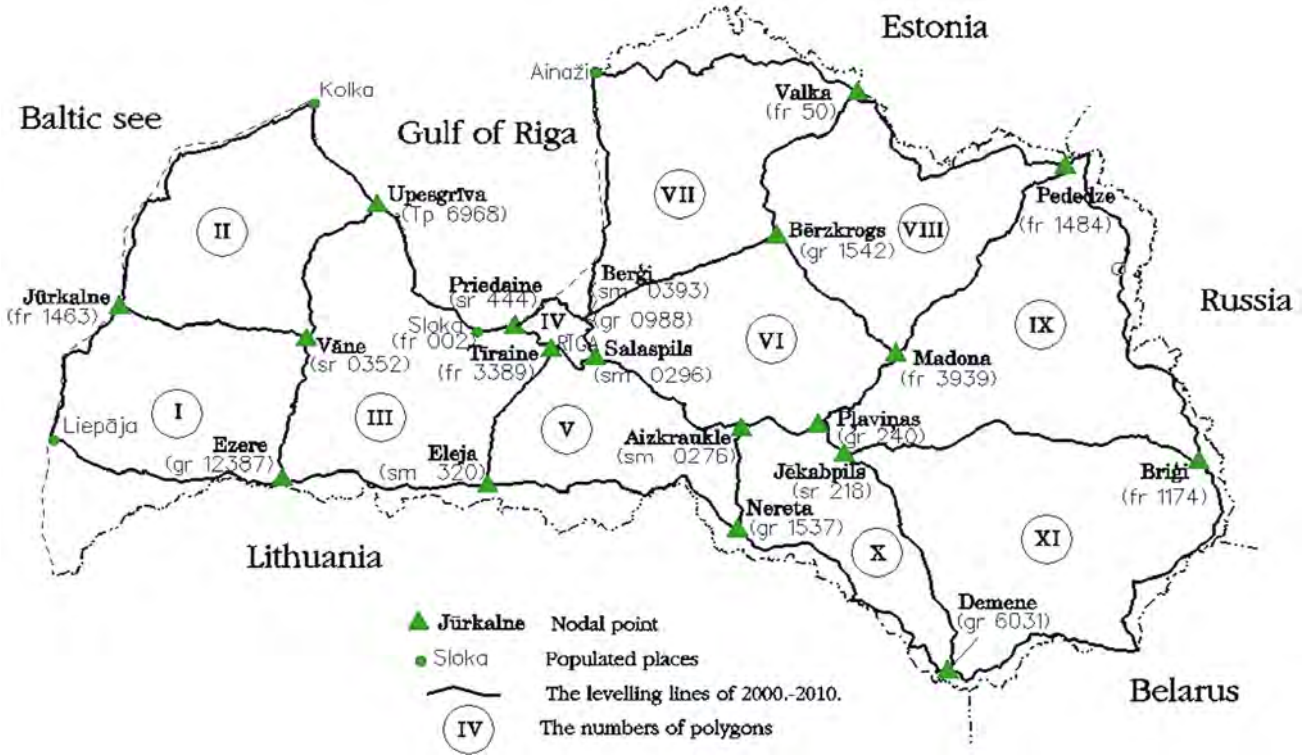 Estonia
Ainaži
Valka
(fr 50)
Kolka
Baltic see
Gulf of Riga
Upesgrīva
(Tp 6968)
VII
Pededze
(fr 1484)
II
Bērzkrogs
(gr 1542)
VIII
Jūrkalne
(fr 1463)
Priedaine
(sr 444)
Berģi
(sm 0393)
(gr 0988)
Russia
Sloka
(fr 002)
IV
RĪGA
IX
Vāne
(sr 0352)
Tīraine
(fr 3389)
Salaspils
(sm 0296)
VI
Madona
(fr 3939)
I
III
Liepāja
V
Ezere
(gr 12387)
Eleja
(sm 320)
Aizkraukle
(sm 0276)
Pļaviņas
(gr 240)
Jēkabpils
(sr 218)
Briģi
(fr 1174)
Nereta
(gr 1537)
Lithuania
X
XI
Demene
(gr 6031)
Jūrkalne Nodal point
Sloka Populated places
The levelling lines of 2000.-2010.
Belarus
IV The numbers of polygons